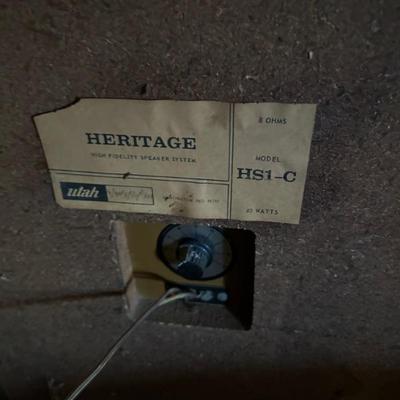 HERITAGE
HIGH FIDELITY SPEAKER SYSTEM
utah
8 OHMS
MODEL
HS1-C
WATTS